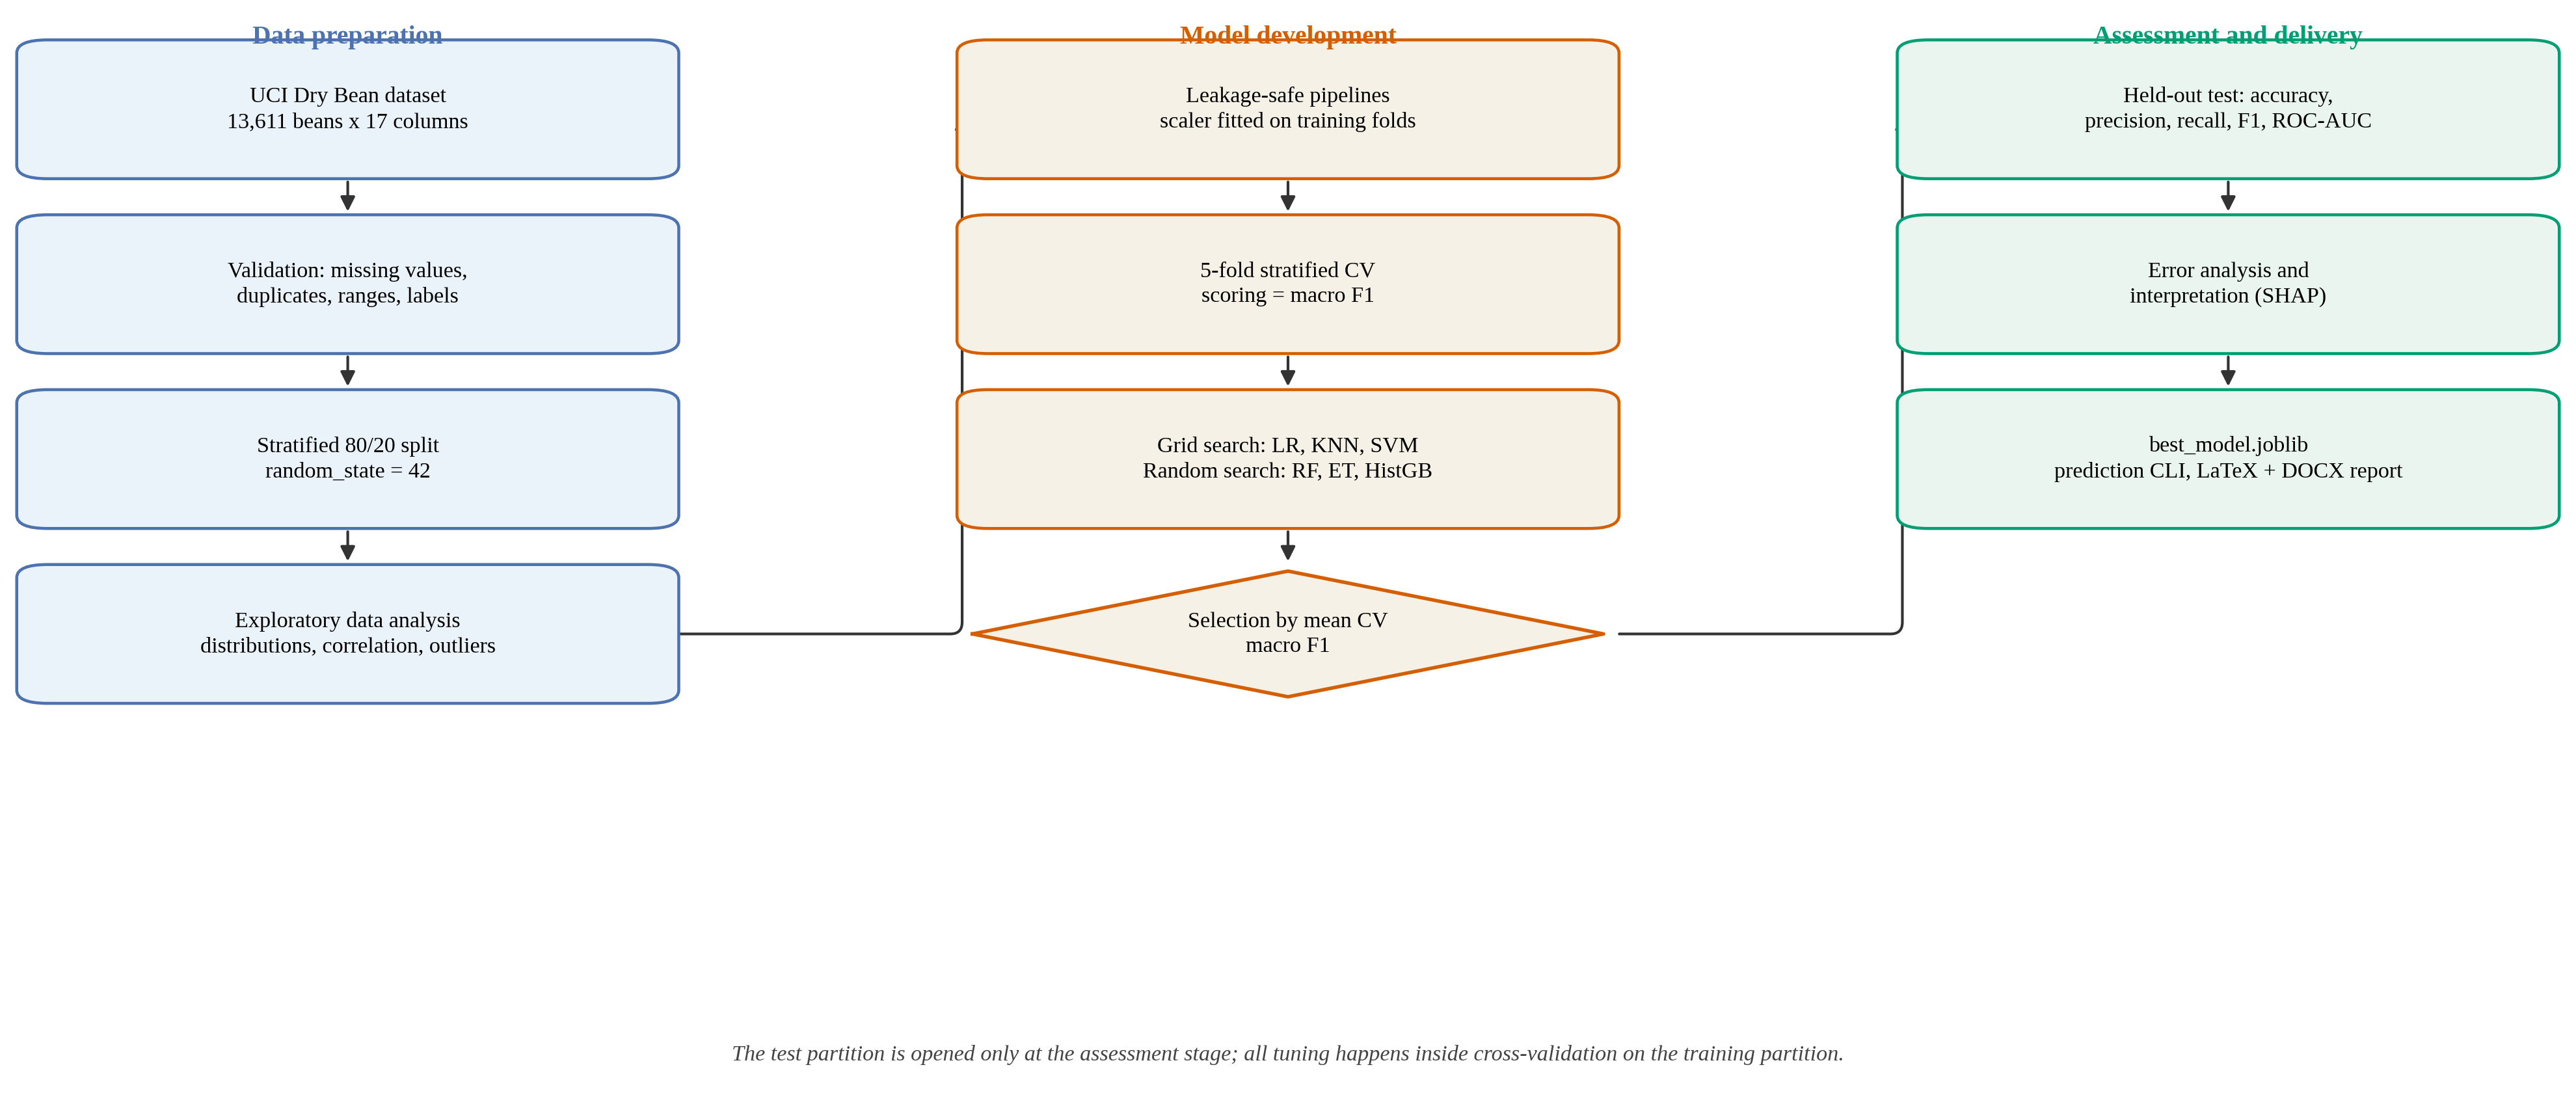 Data preparation
UCI Dry Bean dataset
13,611 beans x 17 columns
Validation: missing values,
duplicates, ranges, labels
Stratified 80/20 split
random_state = 42
Exploratory data analysis
distributions, correlation, outliers
Model development
Leakage-safe pipelines
scaler fitted on training folds
5-fold stratified CV
scoring = macro F1
Grid search: LR, KNN, SVM
Random search: RF, ET, HistGB
Selection by mean CV
macro F1
Assessment and delivery
Held-out test: accuracy,
precision, recall, F1, ROC-AUC
Error analysis and
interpretation (SHAP)
best_model.joblib
prediction CLI, LaTeX + DOCX report
The test partition is opened only at the assessment stage; all tuning happens inside cross-validation on the training partition.